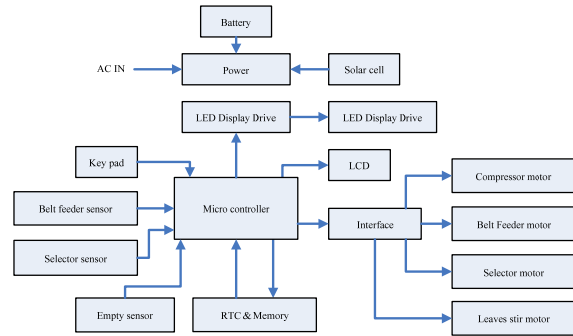 Battery
AC IN
Power
Solar cell
LED Display Drive
LED Display Drive
Key pad
LCD
Compressor motor
Belt feeder sensor
Micro controller
Interface
Belt Feeder motor
Selector sensor
Selector motor
Empty sensor
RTC & Memory
Leaves stir motor